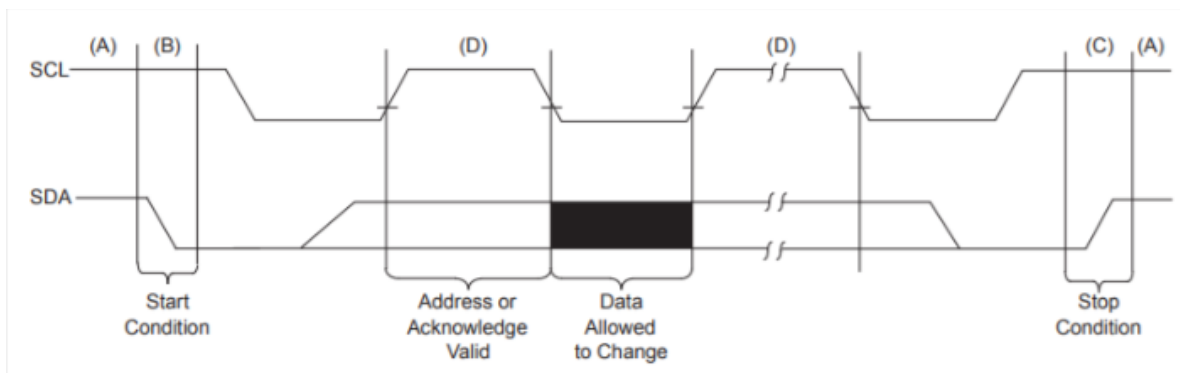 (A) (B) (D) (D) (C) (A)
SCL
SDA
Start
Condition
Address or
Acknowledge
Valid
Data
Allowed
to Change
Stop
Condition